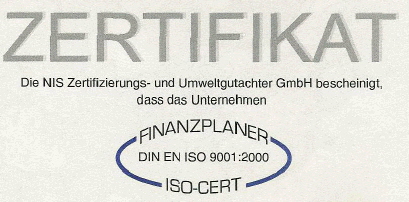 ZERTIFIKAT
Die NIS Zertifizierungs- und Umweltgutachter GmbH bescheinigt,
dass das Unternehmen
FINANZPLANER
DIN EN ISO 9001:2000
ISO-CERT